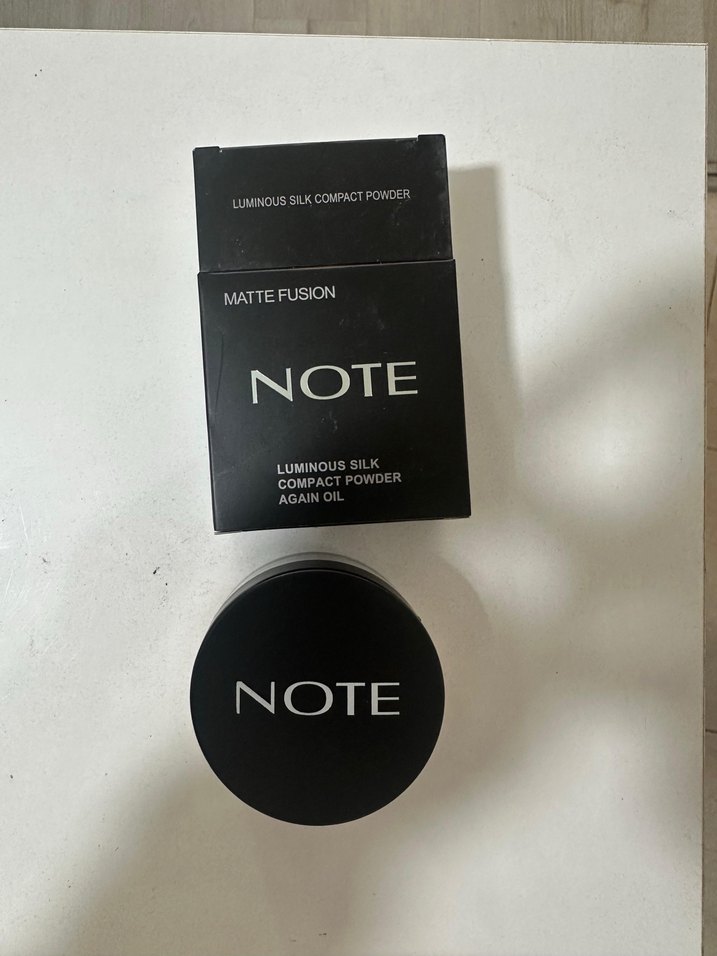 LUMINOUS SILK COMPACT POWDER
MATTE FUSION
NOTE
LUMINOUS SILK
COMPACT POWDER
AGAIN OIL
NOTE